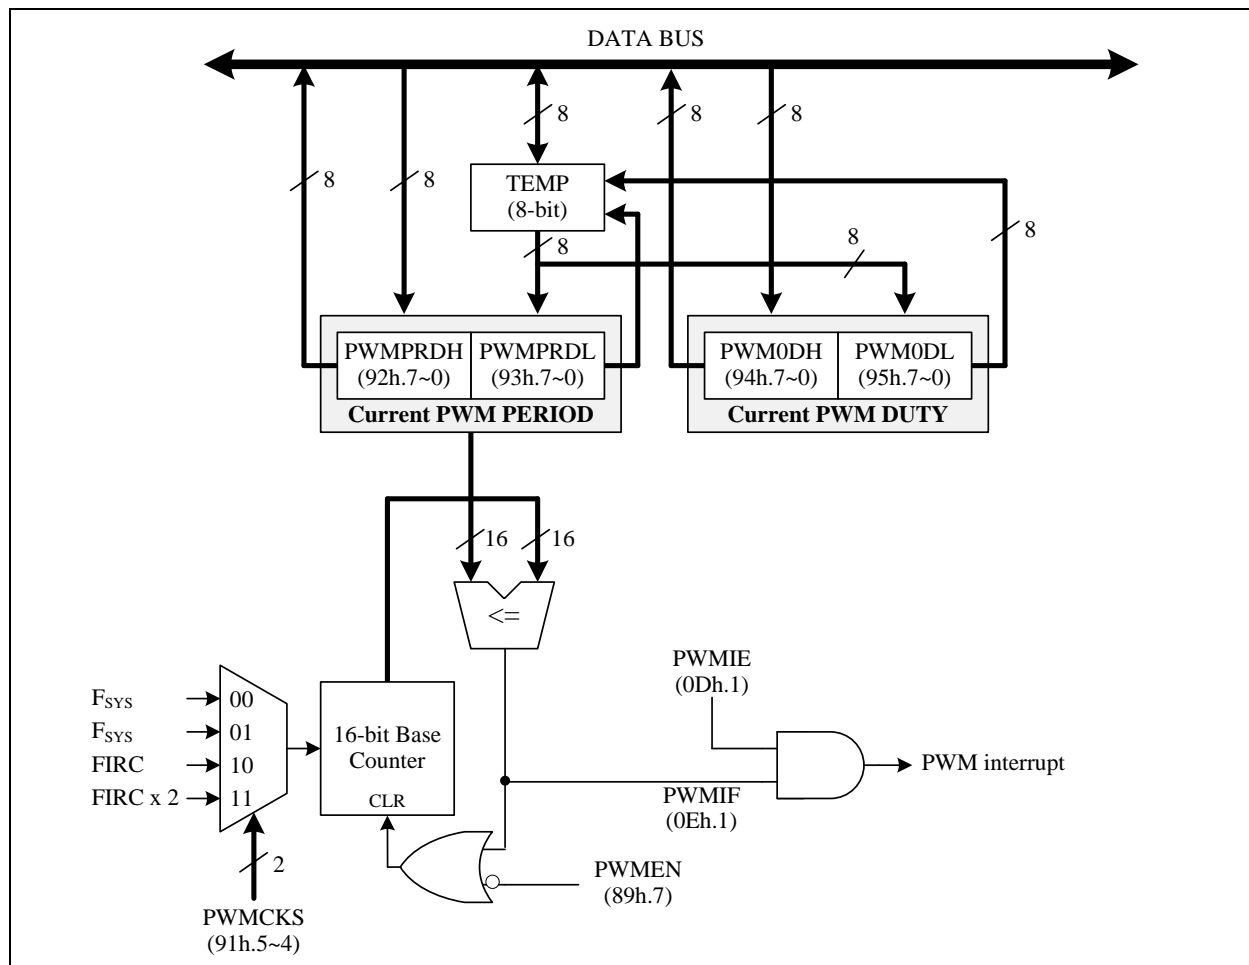 DATA BUS
8
8
8
8
8
8
8
TEMP
(8-bit)
8
8
8
PWMPRDH
(92h.7~0)
PWMPRDL
(93h.7~0)
Current PWM PERIOD
PWM0DH
(94h.7~0)
PWM0DL
(95h.7~0)
Current PWM DUTY
16
16
<=
FSYS
00
FSYS
01
FIRC
10
FIRC x 2
11
16-bit Base
Counter
CLR
2
PWMCKS
(91h.5~4)
PWMIE
(0Dh.1)
PWMIF
(0Eh.1)
PWM interrupt
PWMEN
(89h.7)